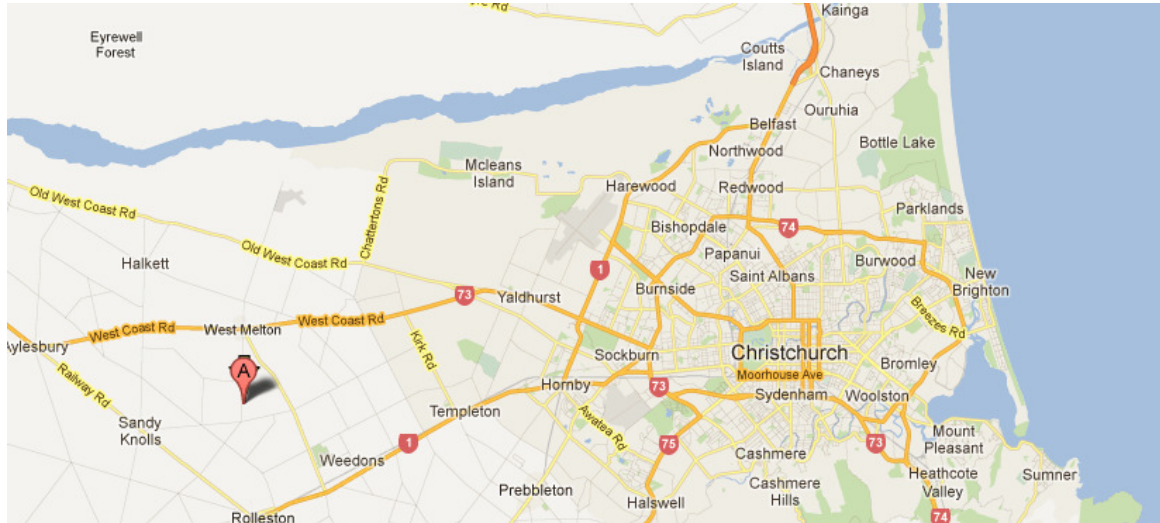 Kainga
Eyrewell
Forest
Coutts
Island
Chaneys
Ouruhia
Belfast
Bottle Lake
Northwood
Mcleans
Island
Harewood
Redwood
Old West Coast Rd
Chattertons Rd
Parklands
Bishopdale
74
Papanui
Old West Coast Rd
Halkett
1
Saint Albans
Burwood
New
Brighton
73
Yaldhurst
Burnside
Breezes Rd
West Coast Rd
West Melton
West Coast Rd
Kirk Rd
Aylesbury
Sockburn
Christchurch
Bromley
A
Moorhouse Ave
Railway Rd
Hornby
73
Sydenham
Woolston
Templeton
Sandy
Knolls
Awatea Rd
1
75
73
Mount
Pleasant
Weedons
Cashmere
Heathcote
Valley
Sumner
Prebbleton
Cashmere
Hills
Halswell
Rolleston
74